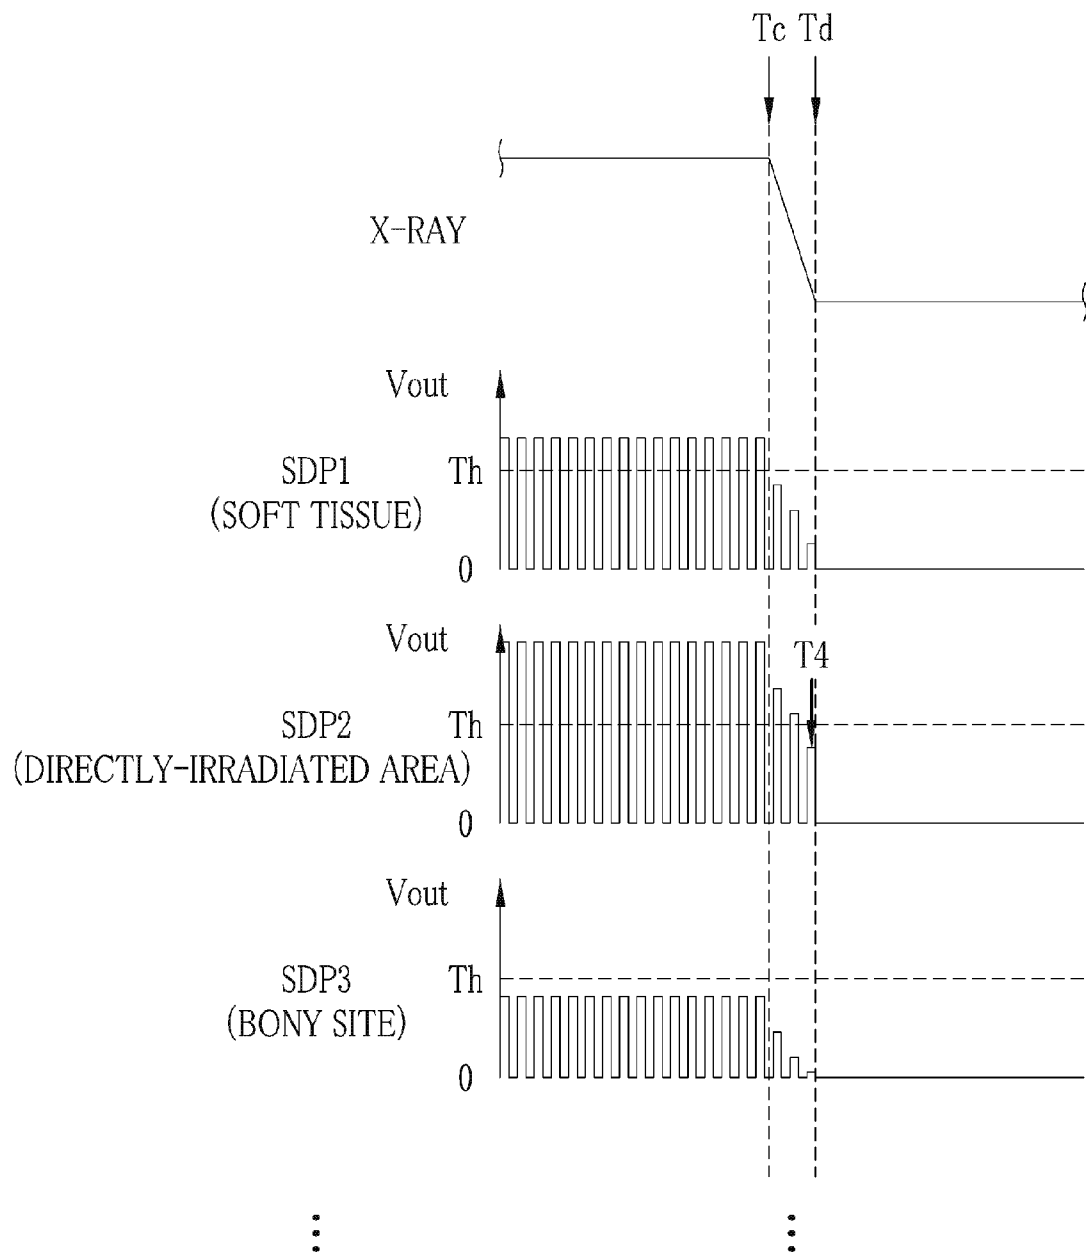 Tc Td
X-RAY
Vout
SDP1 Th
(SOFT TISSUE)
0
Vout
T4
SDP2 Th
(DIRECTLY-IRRADIATED AREA)
0
Vout
SDP3 Th
(BONY SITE)
0